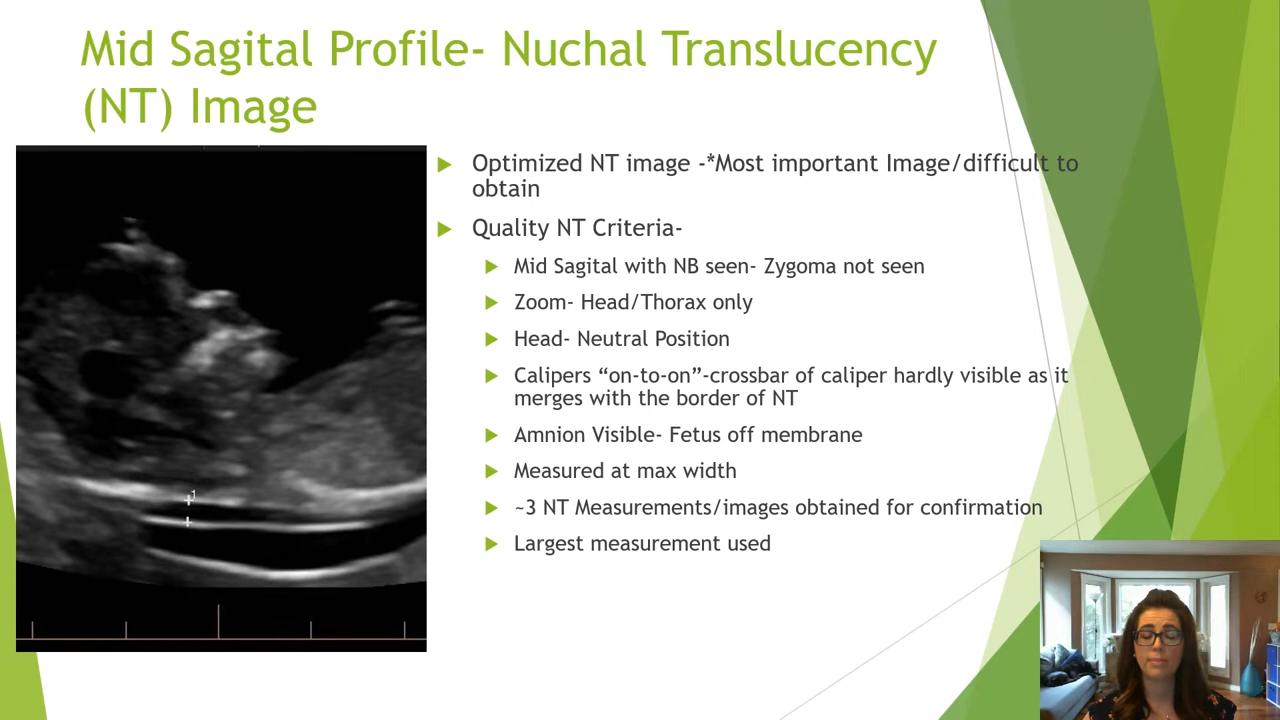 Mid Sagital Profile- Nuchal Translucency
(NT) Image
Optimized NT image -*Most important Image/difficult to
obtain
Quality NT Criteria-
Mid Sagital with NB seen- Zygoma not seen
Zoom- Head/Thorax only
Head- Neutral Position
Calipers “on-to-on”-crossbar of caliper hardly visible as it
merges with the border of NT
Amnion Visible- Fetus off membrane
Measured at max width
~3 NT Measurements/images obtained for confirmation
Largest measurement used
1